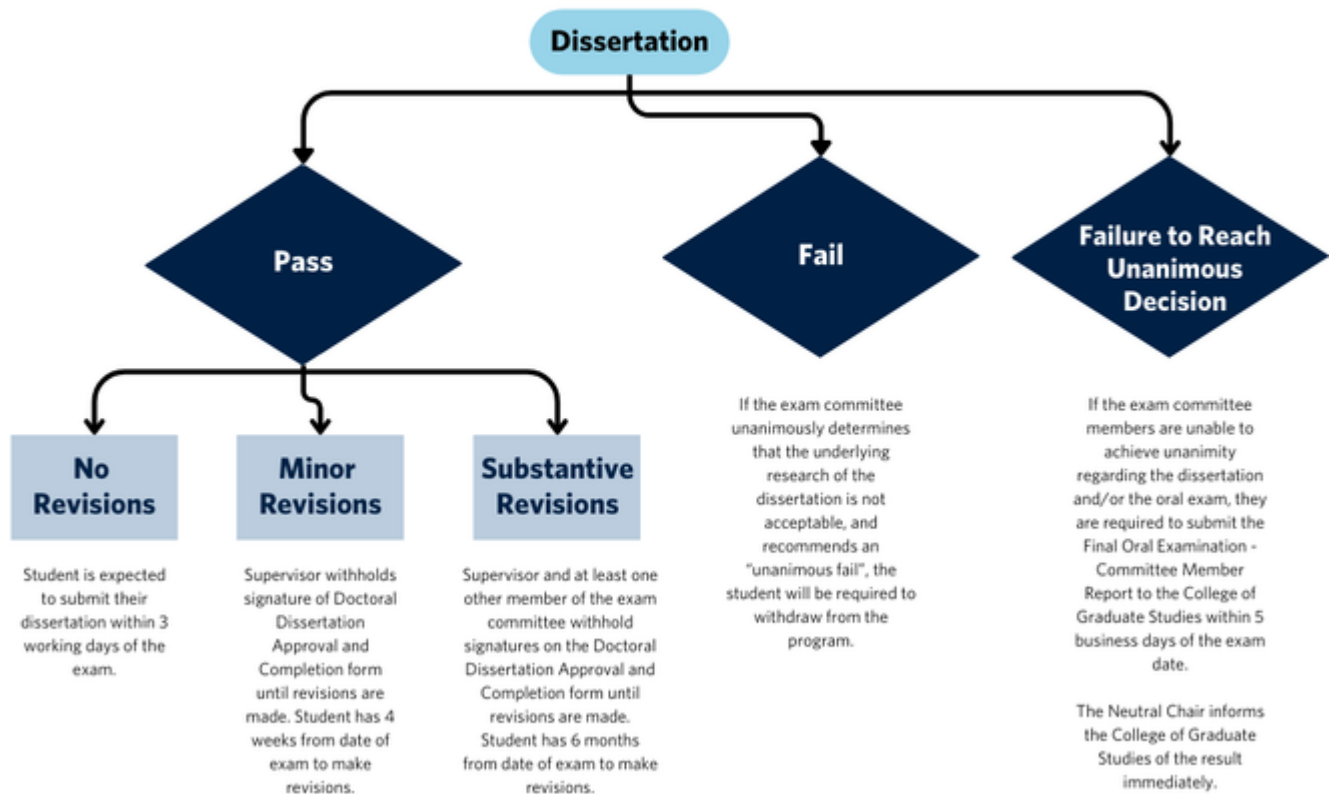 Dissertation
Pass
Fail
Failure to Reach
Unanimous
Decision
No
Revisions
Student is expected
to submit their
dissertation within 3
working days of the
exam.
Minor
Revisions
Supervisor withholds
signature of Doctoral
Dissertation
Approval and
Completion form
until revisions are
made. Student has 4
weeks from date of
exam to make
revisions.
Substantive
Revisions
Supervisor and at least one
other member of the exam
committee withhold
signatures on the Doctoral
Dissertation Approval and
Completion form until
revisions are made.
Student has 6 months
from date of exam to make
revisions.
If the exam committee
unanimously determines
that the underlying
research of the
dissertation is not
acceptable, and
recommends an
“unanimous fail”, the
student will be required to
withdraw from the
program.
If the exam committee
members are unable to
achieve unanimity
regarding the dissertation
and/or the oral exam, they
are required to submit the
Final Oral Examination -
Committee Member
Report to the College of
Graduate Studies within 5
business days of the exam
date.
The Neutral Chair informs
the College of Graduate
Studies of the result
immediately.